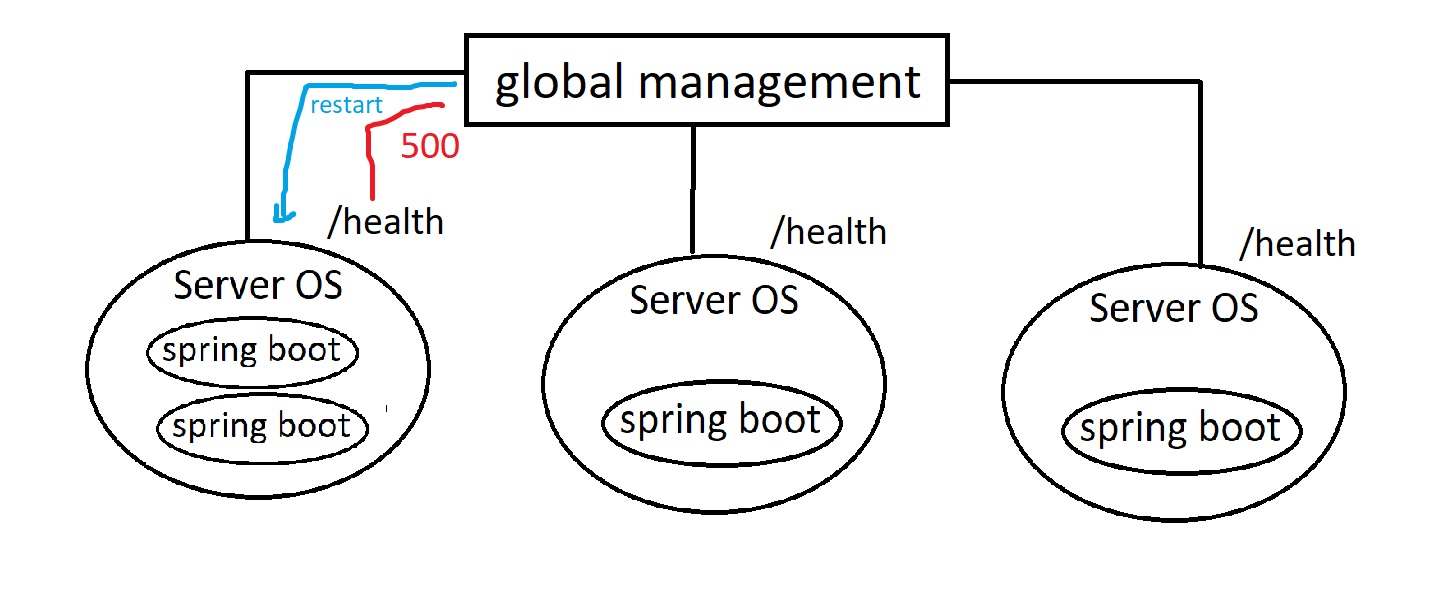 global management
restart
500
/health
/health
/health
Server OS
spring boot
spring boot
Server OS
spring boot
Server OS
spring boot